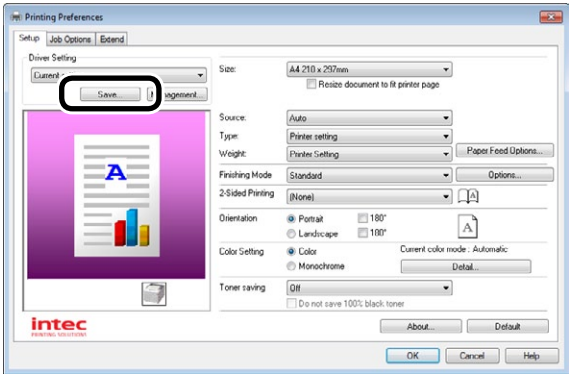 Printing Preferences
Setup Job Options Extend
Driver Setting
Save...
Size: A4 210 x 297mm
Resize document to fit printer page
Source: Auto
Type: Printer setting
Weight: Printer Setting Paper Feed Options...
Finishing Mode Standard Options...
2-Sided Printing (None)
A
Orientation Portrait 180°
Landscape 180°
A
A
Color Setting Color Current color mode : Automatic
Monochrome Detail...
Toner saving Off
Do not save 100% black toner
intec
PRINTING SOLUTIONS
About... Default
OK Cancel Help